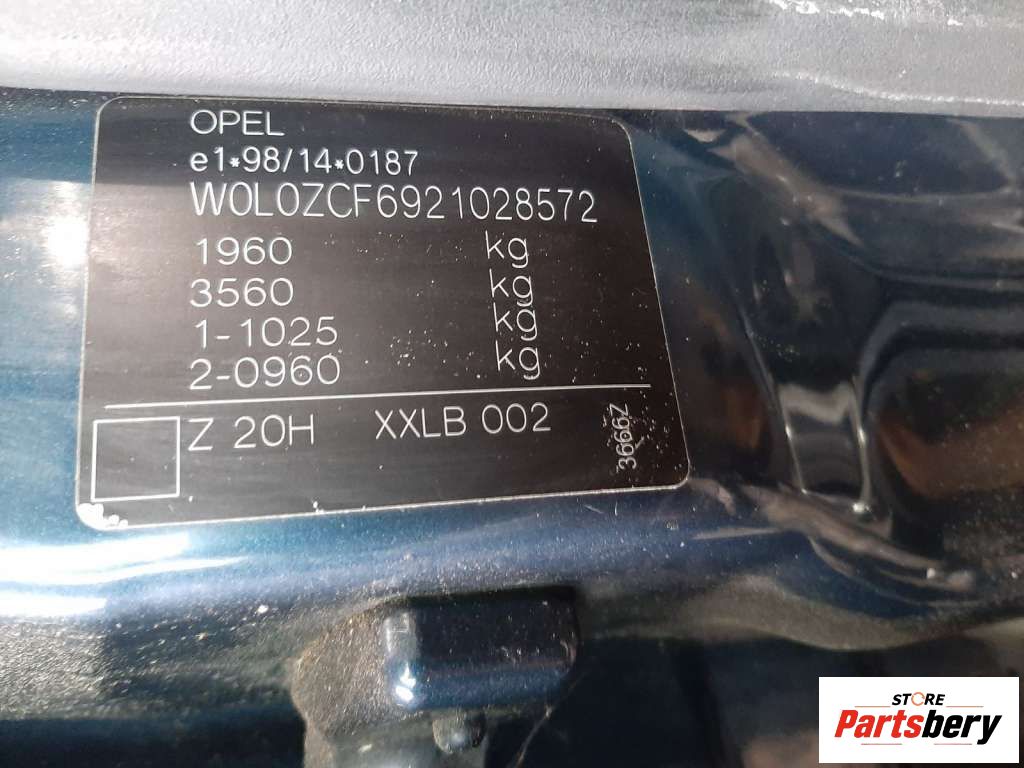 OPEL
e1*98/14*0187
W0L0ZCF6921028572
1960 kg
3560 kg
1-1025 kg
2-0960 kg
Z 20H XXLB 002
3666Z
STORE
Partsbery